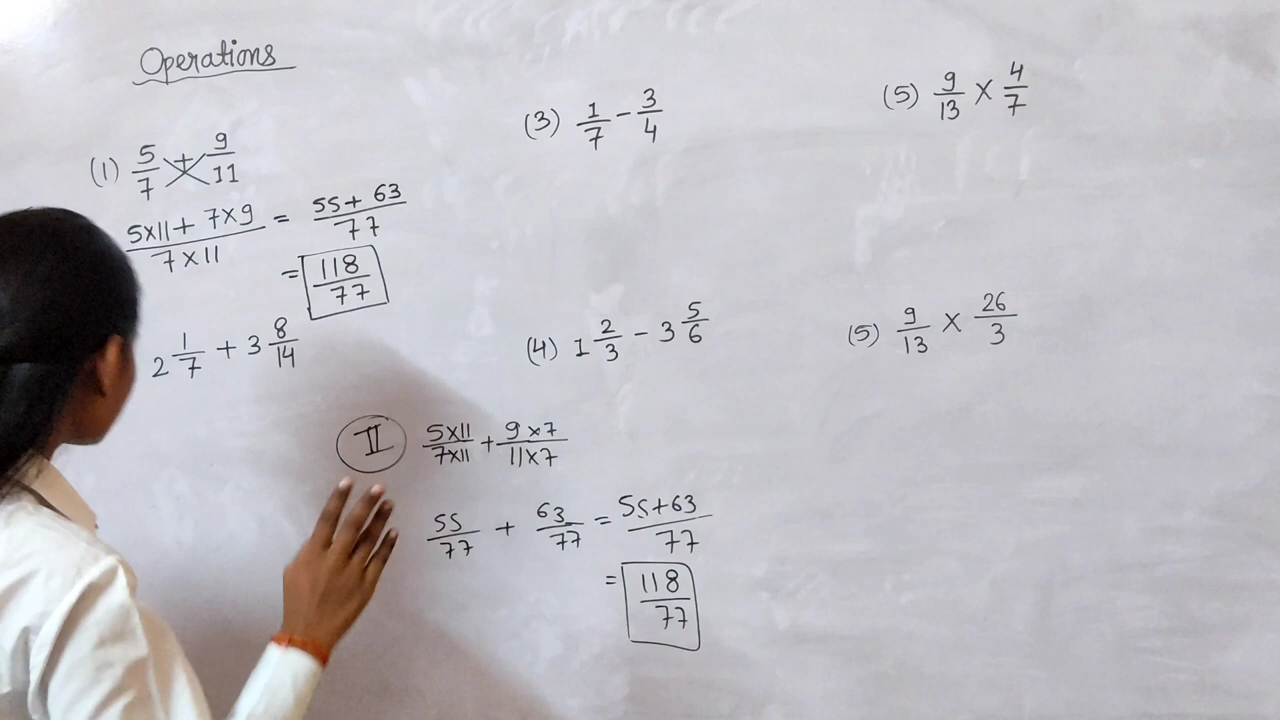 Operations
(1) 5/7 + 9/11
(5×11 + 7×9)/(7×11) = (55 + 63)/77
= 118/77
2 1/7 + 3 8/14
(3) 1/7 - 3/4
(4) 1 2/3 - 3 5/6
II (5×11)/(7×11) + (9×7)/(11×7)
55/77 + 63/77 = (55+63)/77
= 118/77
(5) 9/13 × 4/7
(5) 9/13 × 26/3